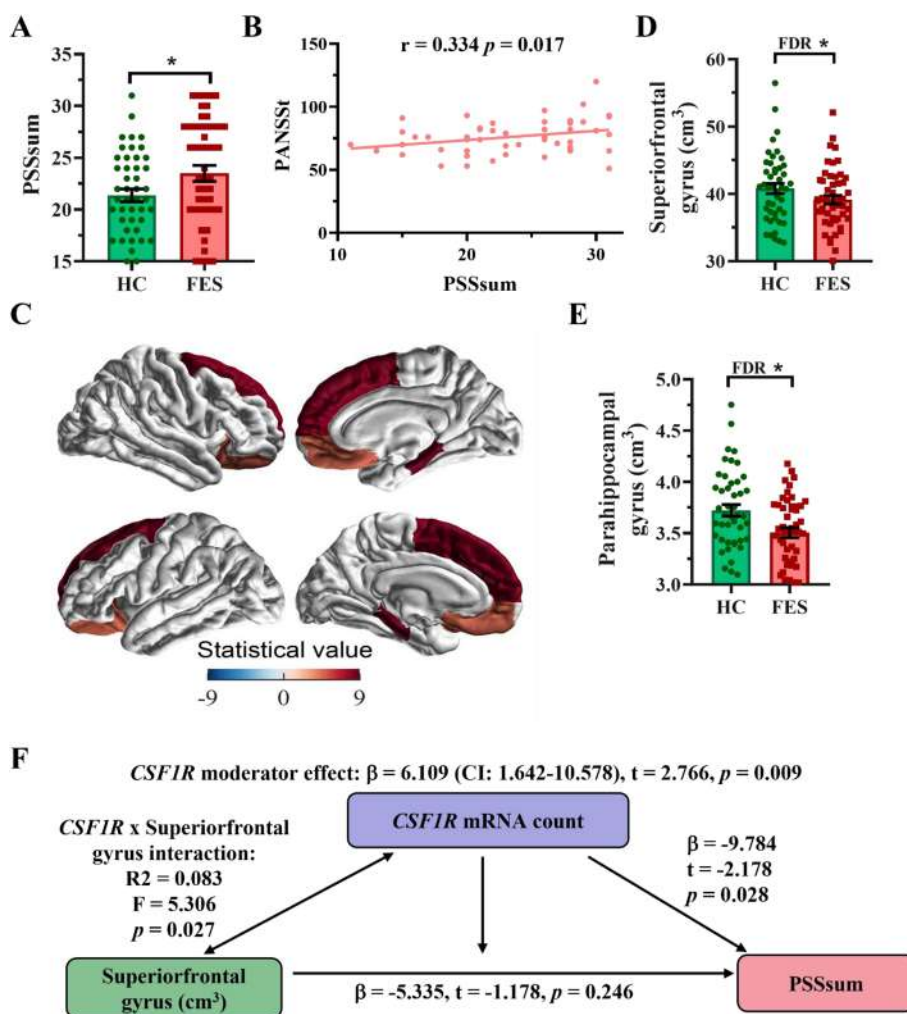 A
PSSsum
35
30
25
20
15
*
HC
FES
B
r = 0.334 p = 0.017
PANSSt
150
100
50
0
10
20
30
PSSsum
D
FDR *
Superiorfrontal
gyrus (cm³)
60
50
40
30
HC
FES
C
Statistical value
-9
0
9
E
FDR *
Parahippocampal
gyrus (cm³)
5.0
4.5
4.0
3.5
3.0
HC
FES
F
CSF1R moderator effect: β = 6.109 (CI: 1.642-10.578), t = 2.766, p = 0.009
CSF1R x Superiorfrontal
gyrus interaction:
R2 = 0.083
F = 5.306
p = 0.027
CSF1R mRNA count
β = -9.784
t = -2.178
p = 0.028
Superiorfrontal
gyrus (cm³)
β = -5.335, t = -1.178, p = 0.246
PSSsum